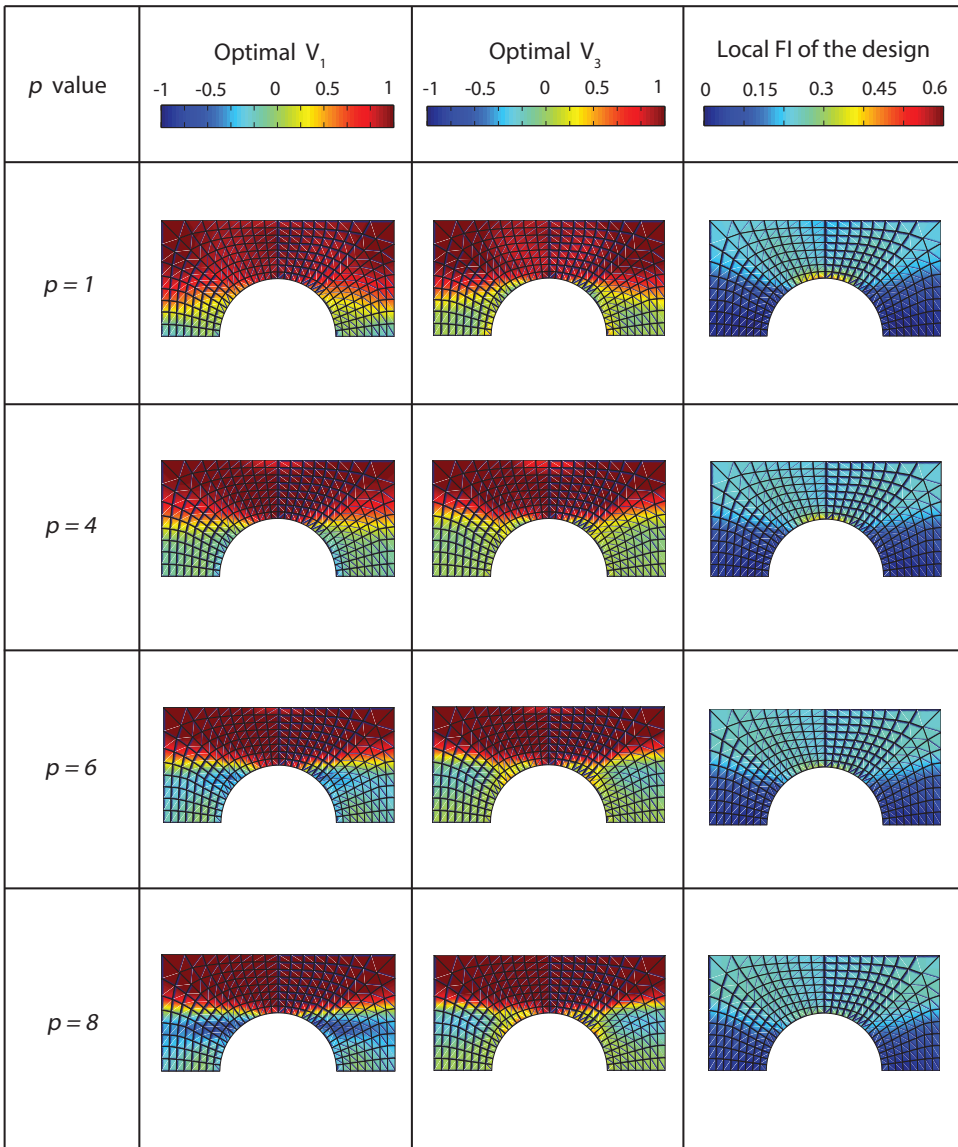 p value
Optimal V₁
-1 -0.5 0 0.5 1
Optimal V₃
-1 -0.5 0 0.5 1
Local FI of the design
0 0.15 0.3 0.45 0.6
p = 1
p = 4
p = 6
p = 8